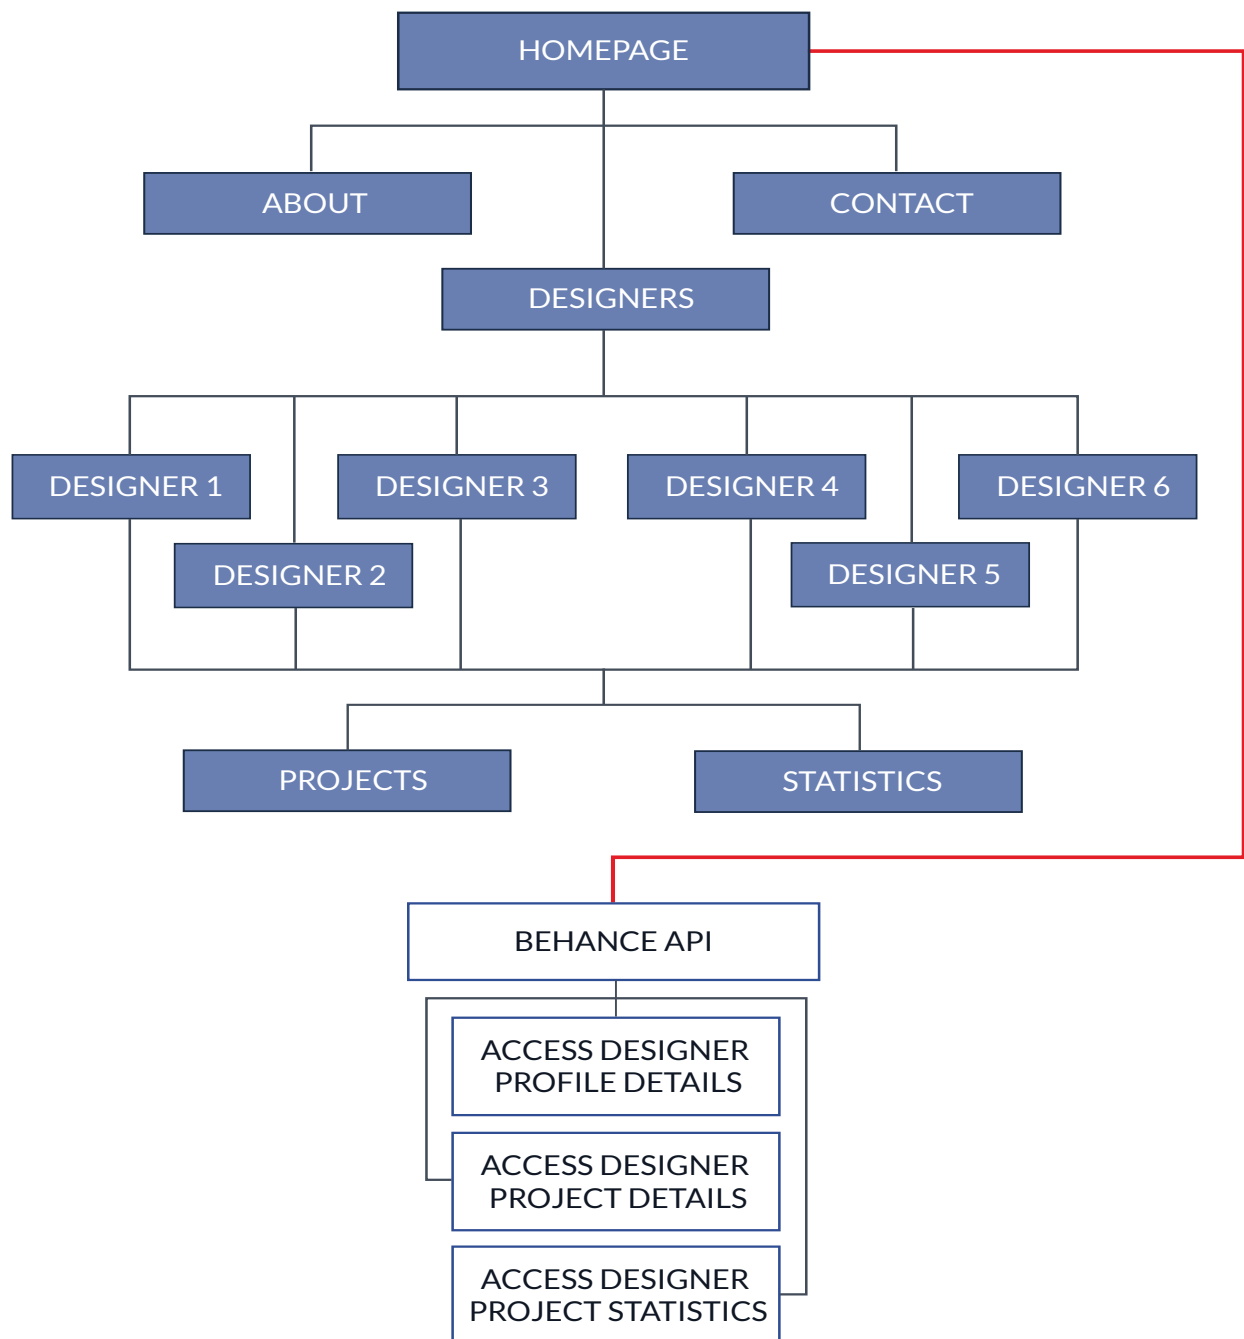 HOMEPAGE
ABOUT
CONTACT
DESIGNERS
DESIGNER 1
DESIGNER 3
DESIGNER 4
DESIGNER 6
DESIGNER 2
DESIGNER 5
PROJECTS
STATISTICS
BEHANCE API
ACCESS DESIGNER
PROFILE DETAILS
ACCESS DESIGNER
PROJECT DETAILS
ACCESS DESIGNER
PROJECT STATISTICS